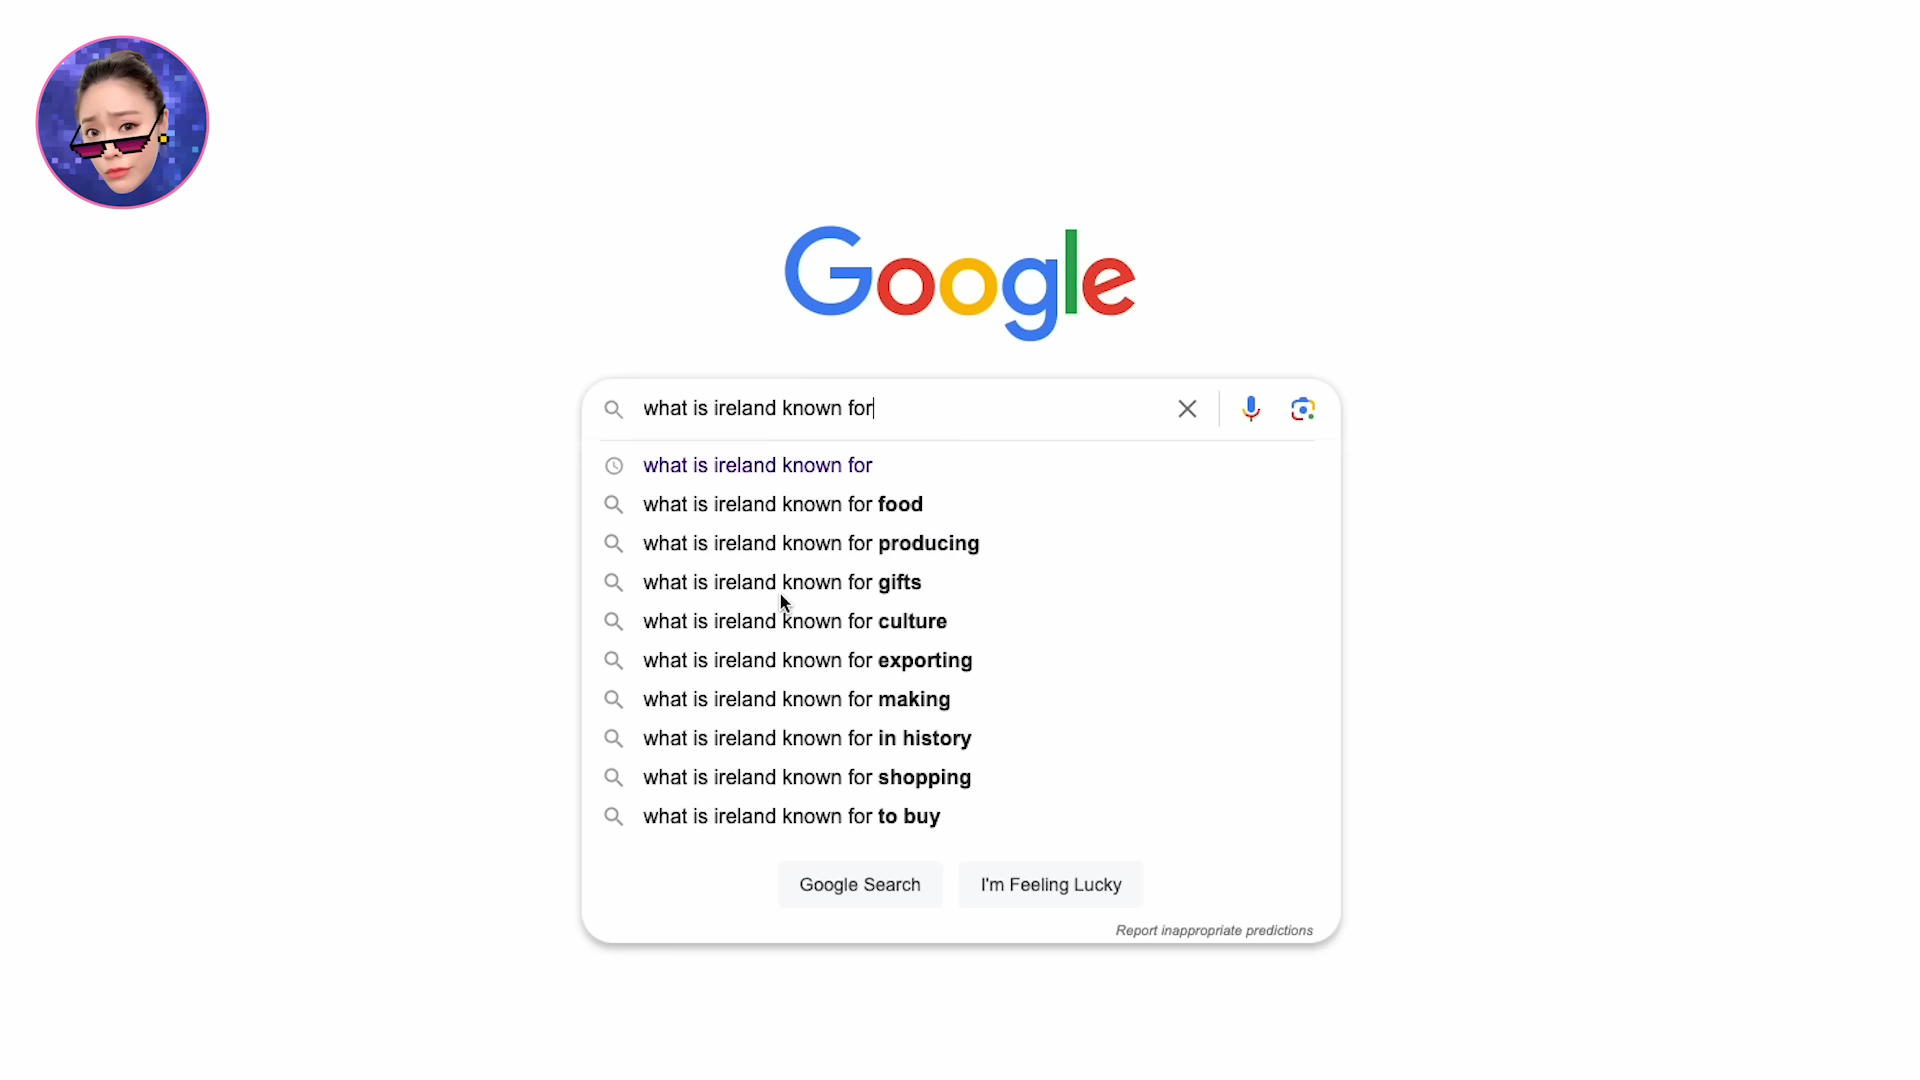 Google
what is ireland known for
what is ireland known for
what is ireland known for food
what is ireland known for producing
what is ireland known for gifts
what is ireland known for culture
what is ireland known for exporting
what is ireland known for making
what is ireland known for in history
what is ireland known for shopping
what is ireland known for to buy
Google Search
I'm Feeling Lucky
Report inappropriate predictions